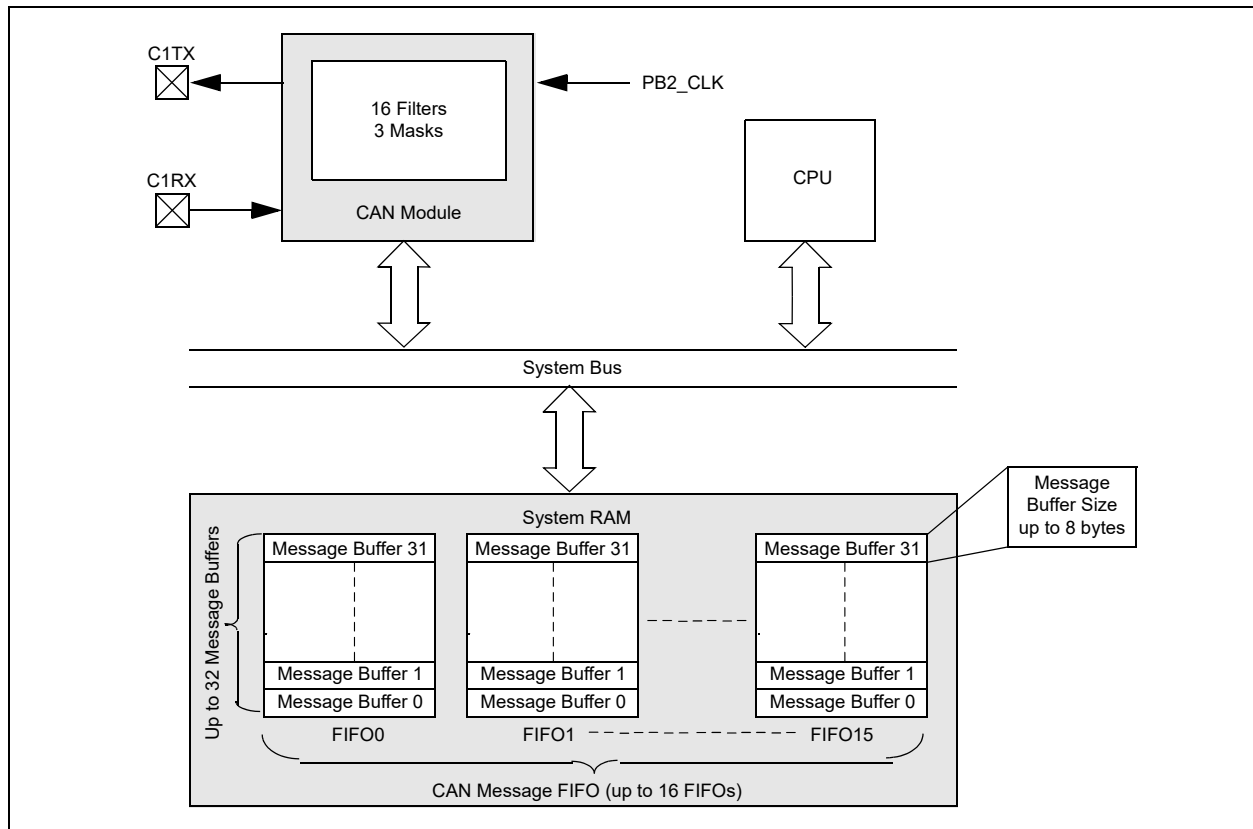 C1TX
PB2_CLK
16 Filters
3 Masks
C1RX
CAN Module
CPU
System Bus
System RAM
Message
Buffer Size
up to 8 bytes
Up to 32 Message Buffers
Message Buffer 31
Message Buffer 31
Message Buffer 31
Message Buffer 1
Message Buffer 1
Message Buffer 1
Message Buffer 0
Message Buffer 0
Message Buffer 0
FIFO0
FIFO1
FIFO15
CAN Message FIFO (up to 16 FIFOs)